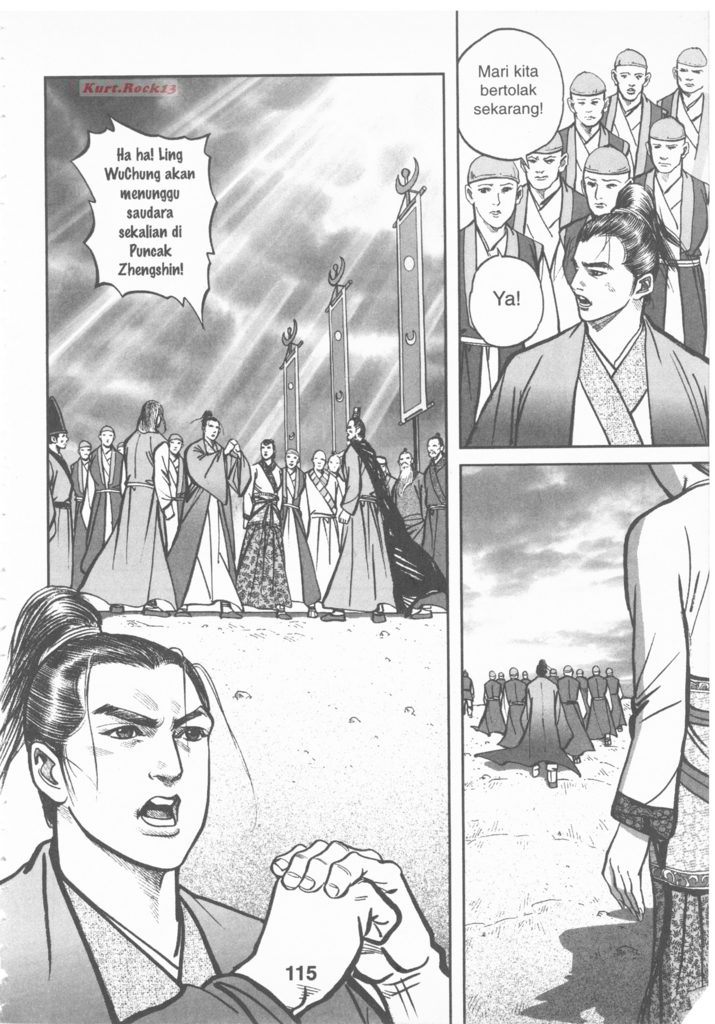 Kurt.Rock13
Ha ha! Ling
WuChung akan
menunggu
saudara
sekalian di
Puncak
Zhengshin!
Mari kita
bertolak
sekarang!
Ya!
115